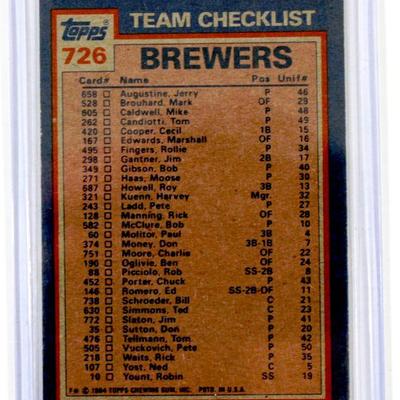 topps TEAM CHECKLIST
726 BREWERS
Card# Name Pos Unif#
658 Augustine, Jerry P 46
528 Brouhard, Mark OF 29
605 Caldwell, Mike P 48
262 Candiotti, Tom P 49
420 Cooper, Cecil 1B 15
167 Edwards, Marshall OF 16
495 Fingers, Rollie P 34
298 Gantner, Jim 2B 17
349 Gibson, Bob P 40
271 Haas, Moose P 30
687 Howell, Roy 3B 13
321 Kuenn, Harvey Mgr. 32
243 Ladd, Pete P 27
128 Manning, Rick OF 28
582 McClure, Bob P 10
60 Molitor, Paul 3B 4
374 Money, Don 3B-1B 7
751 Moore, Charlie OF 22
190 Oglivie, Ben OF 24
88 Picciolo, Rob SS-2B 8
452 Porter, Chuck P 43
146 Romero, Ed SS-2B-OF 11
738 Schroeder, Bill C 21
630 Simmons, Ted C 23
772 Slaton, Jim P 41
35 Sutton, Don P 20
476 Tellmann, Tom P 42
505 Vuckovich, Pete P 50
218 Waits, Rick P 35
107 Yost, Ned C 5
10 Yount, Robin SS 19
© 1984 TOPPS CHEWING GUM, INC. PRTD. IN U.S.A.